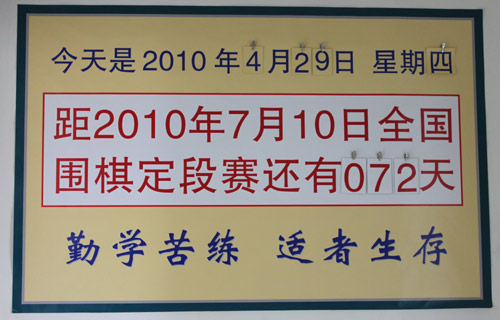 今天是2010年4月29日 星期四
距2010年7月10日全国
围棋定段赛还有072天
勤学苦练 适者生存